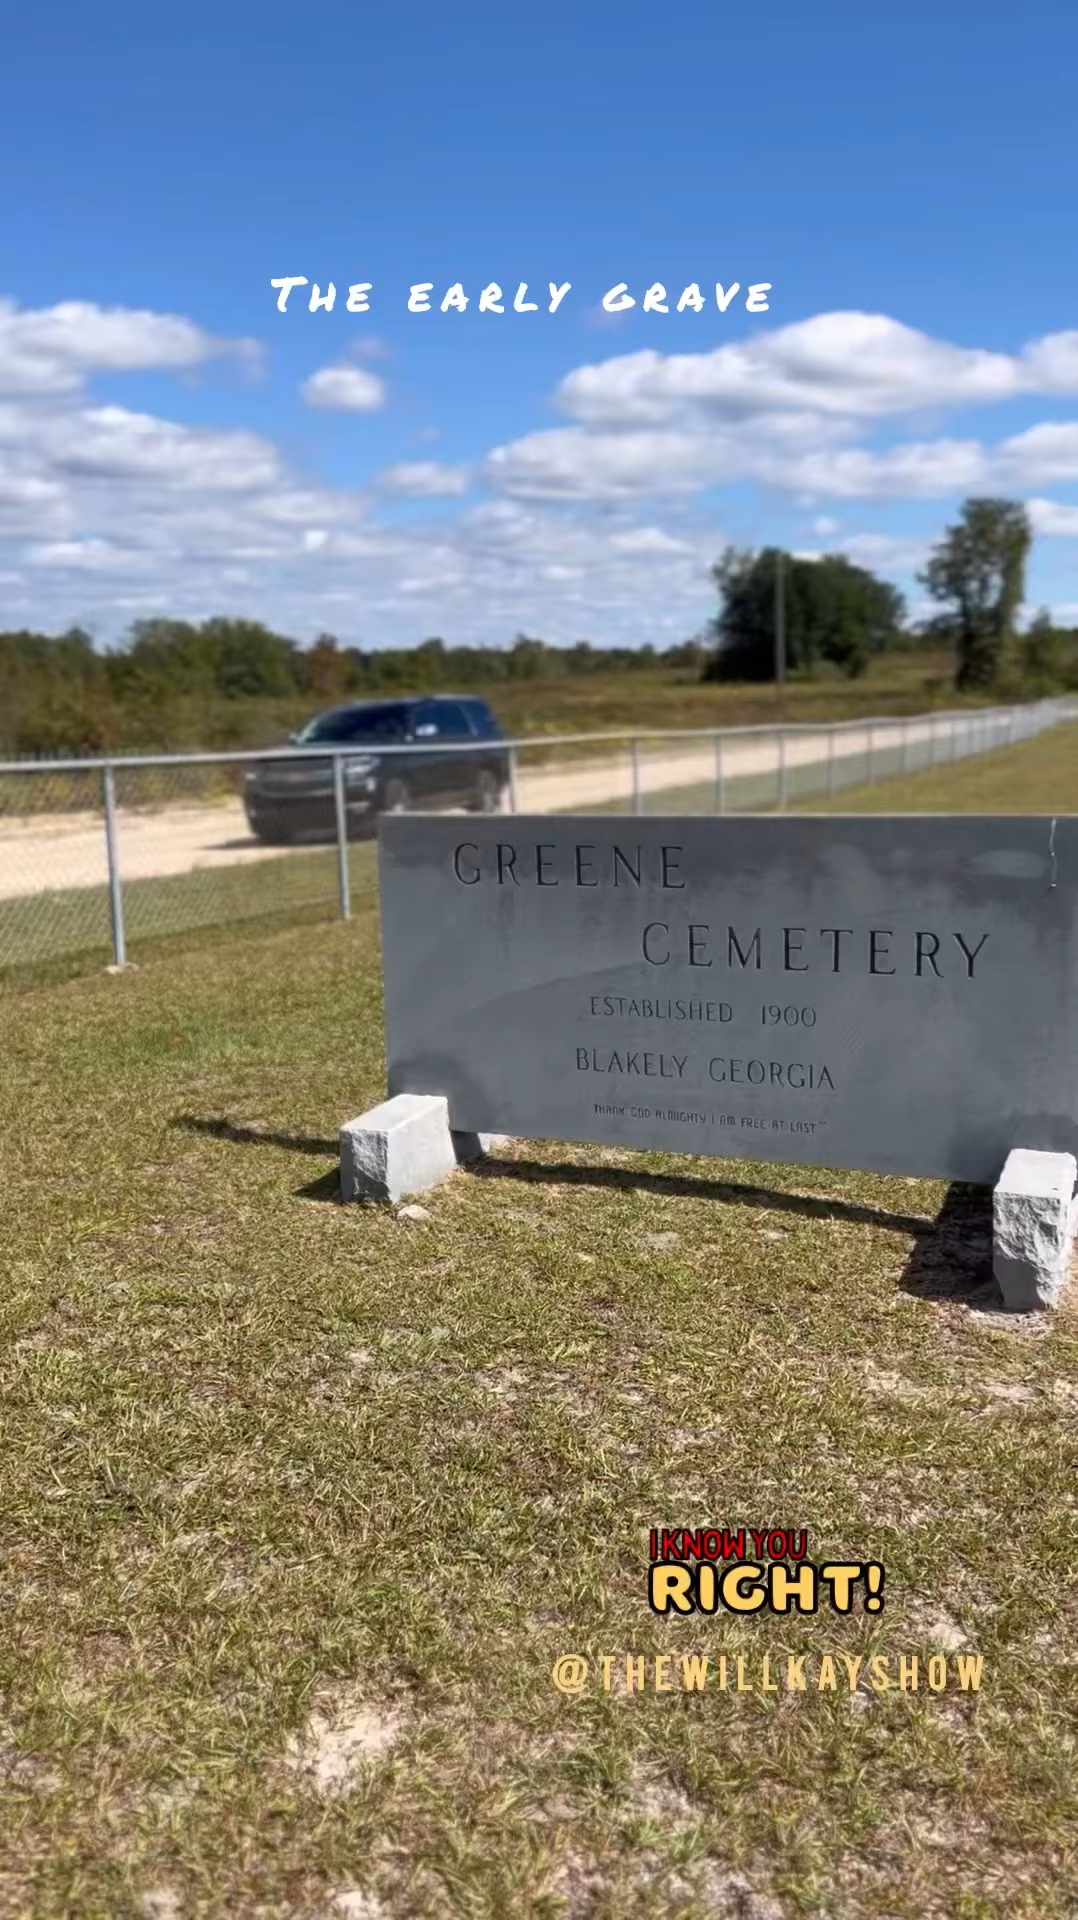 The early grave
GREENE
CEMETERY
ESTABLISHED 1900
BLAKELY GEORGIA
THANK GOD ALMIGHTY I AM FREE AT LAST
I KNOW YOU
RIGHT!
@THEWILLKAYSHOW